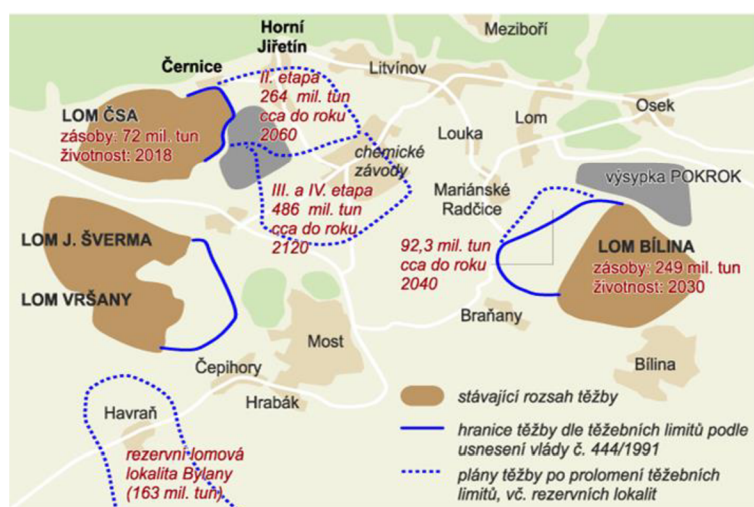 Meziboří
Horní
Jiřetín
Litvínov
Černice
II. etapa
264 mil. tun
cca do roku
2060
LOM ČSA
zásoby: 72 mil. tun
životnost: 2018
Lom
Osek
Louka
chemické
závody
Mariánské
Radčice
výsypka POKROK
III. a IV. etapa
486 mil. tun
cca do roku
2120
LOM J. ŠVERMA
92,3 mil. tun
cca do roku
2040
LOM BÍLINA
zásoby: 249 mil. tun
životnost: 2030
LOM VRŠANY
Braňany
Most
Bílina
Čepihory
Hrabák
Havraň
rezervní lomová
lokalita Bylany
(163 mil. tun)
stávající rozsah těžby
hranice těžby dle těžebních limitů podle
usnesení vlády č. 444/1991
plány těžby po prolomení těžebních
limitů, vč. rezervních lokalit